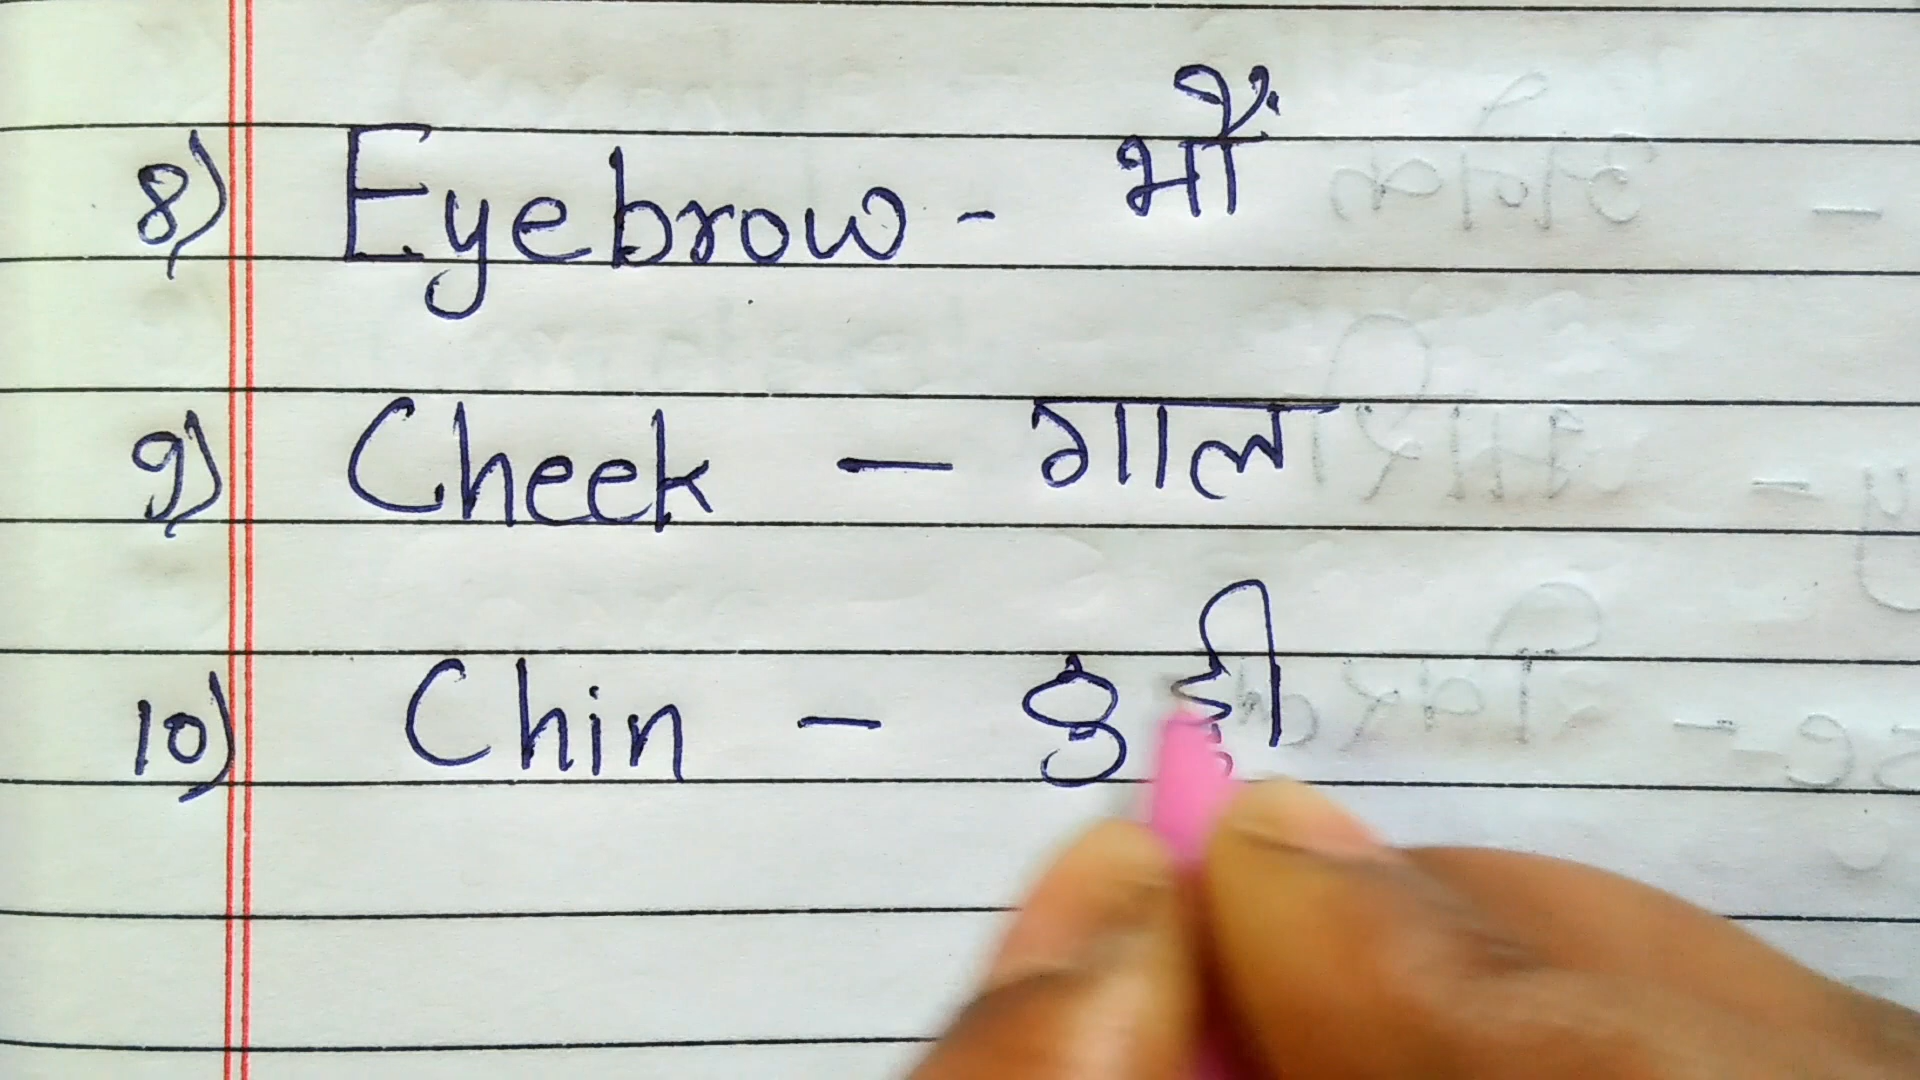 8) Eyebrow - भौं
9) Cheek - गाल
10) Chin - ठुड्डी